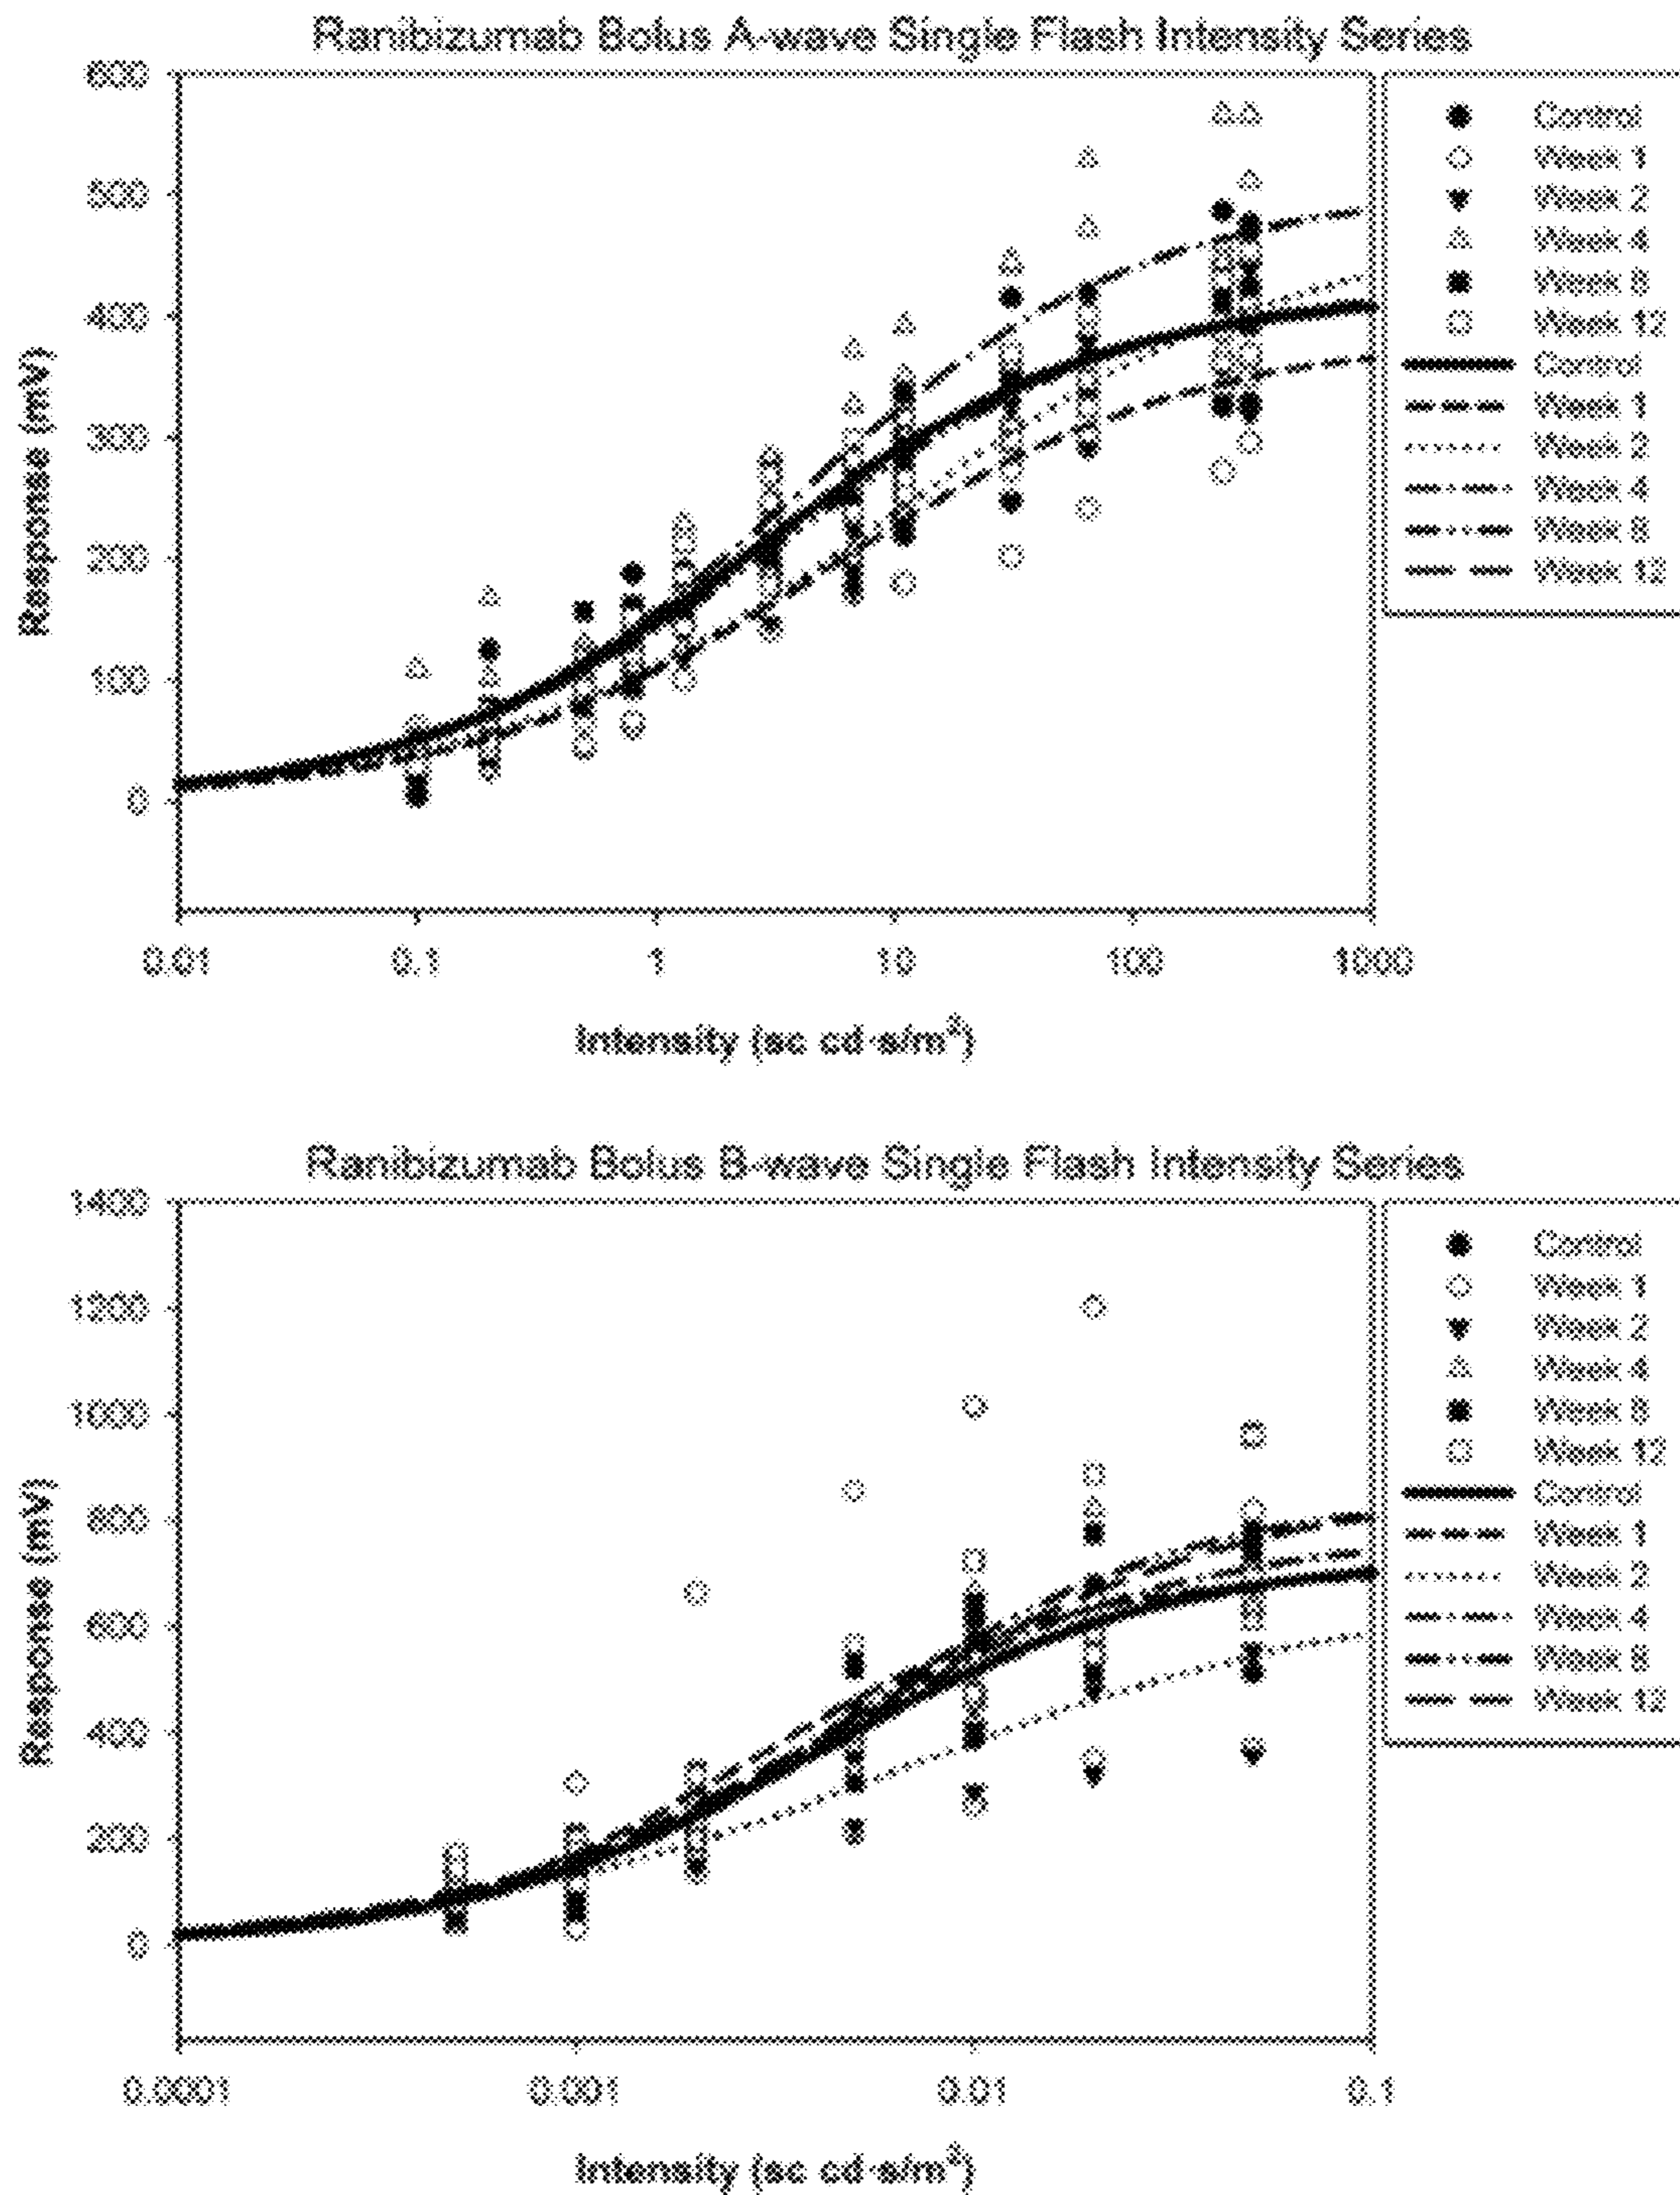 Ranibizumab Bolus A-wave Single Flash Intensity Series
600
500
400
300
200
100
0
Response (mV)
0.01 0.1 1 10 100 1000
Intensity (sc cd·s/m²)
Control
Week 1
Week 2
Week 4
Week 8
Week 12
Control
Week 1
Week 2
Week 4
Week 8
Week 12
Ranibizumab Bolus B-wave Single Flash Intensity Series
1400
1200
1000
800
600
400
200
0
Response (mV)
0.0001 0.001 0.01 0.1
Intensity (sc cd·s/m²)
Control
Week 1
Week 2
Week 4
Week 8
Week 12
Control
Week 1
Week 2
Week 4
Week 8
Week 12